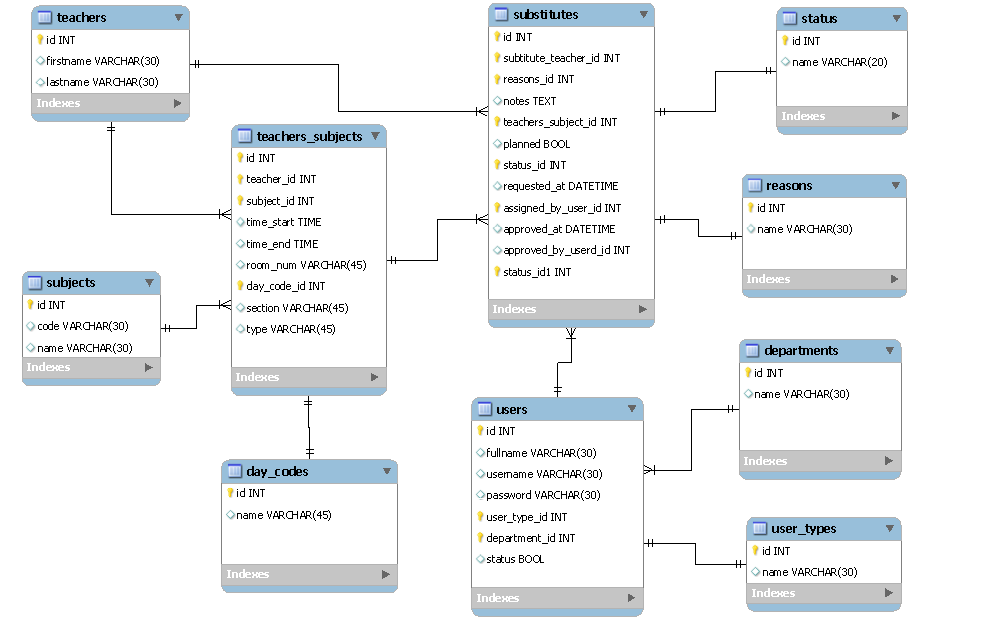 teachers
id INT
firstname VARCHAR(30)
lastname VARCHAR(30)
Indexes
substitutes
id INT
subtitute_teacher_id INT
reasons_id INT
notes TEXT
teachers_subject_id INT
planned BOOL
status_id INT
requested_at DATETIME
assigned_by_user_id INT
approved_at DATETIME
approved_by_userd_id INT
status_id1 INT
Indexes
status
id INT
name VARCHAR(20)
Indexes
teachers_subjects
id INT
teacher_id INT
subject_id INT
time_start TIME
time_end TIME
room_num VARCHAR(45)
day_code_id INT
section VARCHAR(45)
type VARCHAR(45)
Indexes
reasons
id INT
name VARCHAR(30)
Indexes
subjects
id INT
code VARCHAR(30)
name VARCHAR(30)
Indexes
departments
id INT
name VARCHAR(30)
Indexes
users
id INT
fullname VARCHAR(30)
username VARCHAR(30)
password VARCHAR(30)
user_type_id INT
department_id INT
status BOOL
Indexes
day_codes
id INT
name VARCHAR(45)
Indexes
user_types
id INT
name VARCHAR(30)
Indexes